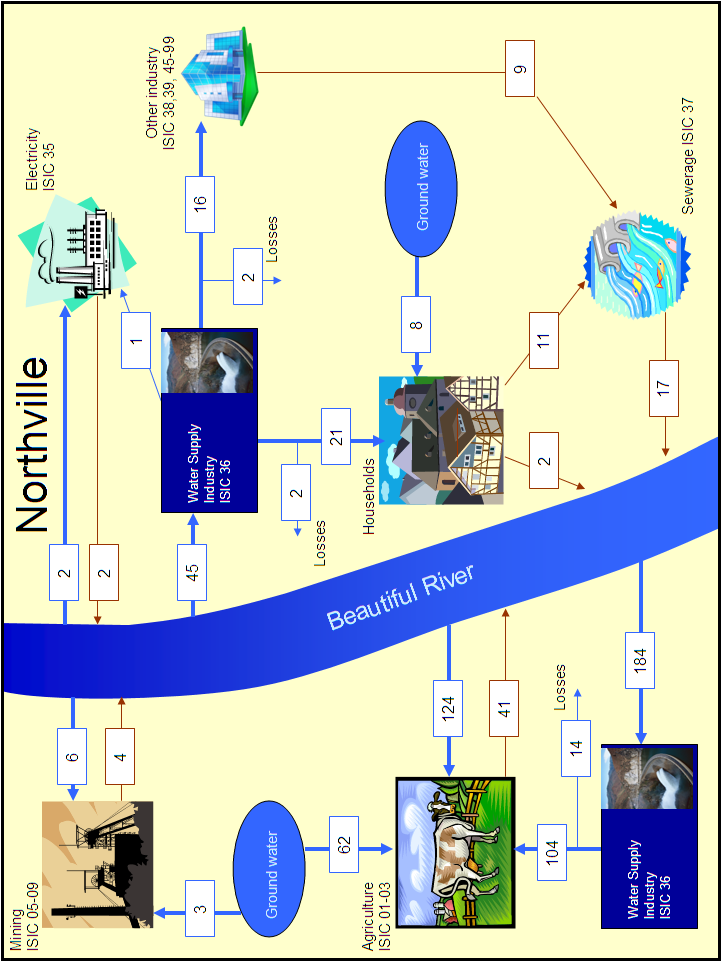 Northville
Mining
ISIC 05-09
Electricity
ISIC 35
6
2
4
2
1
Other industry
ISIC 38,39, 45-99
3
45
16
Water Supply
Industry
ISIC 36
2
Losses
Ground water
2
Losses
21
62
Households
Beautiful River
Agriculture
ISIC 01-03
8
Ground water
124
41
2
11
9
104
14
Losses
184
17
Water Supply
Industry
ISIC 36
Sewerage ISIC 37